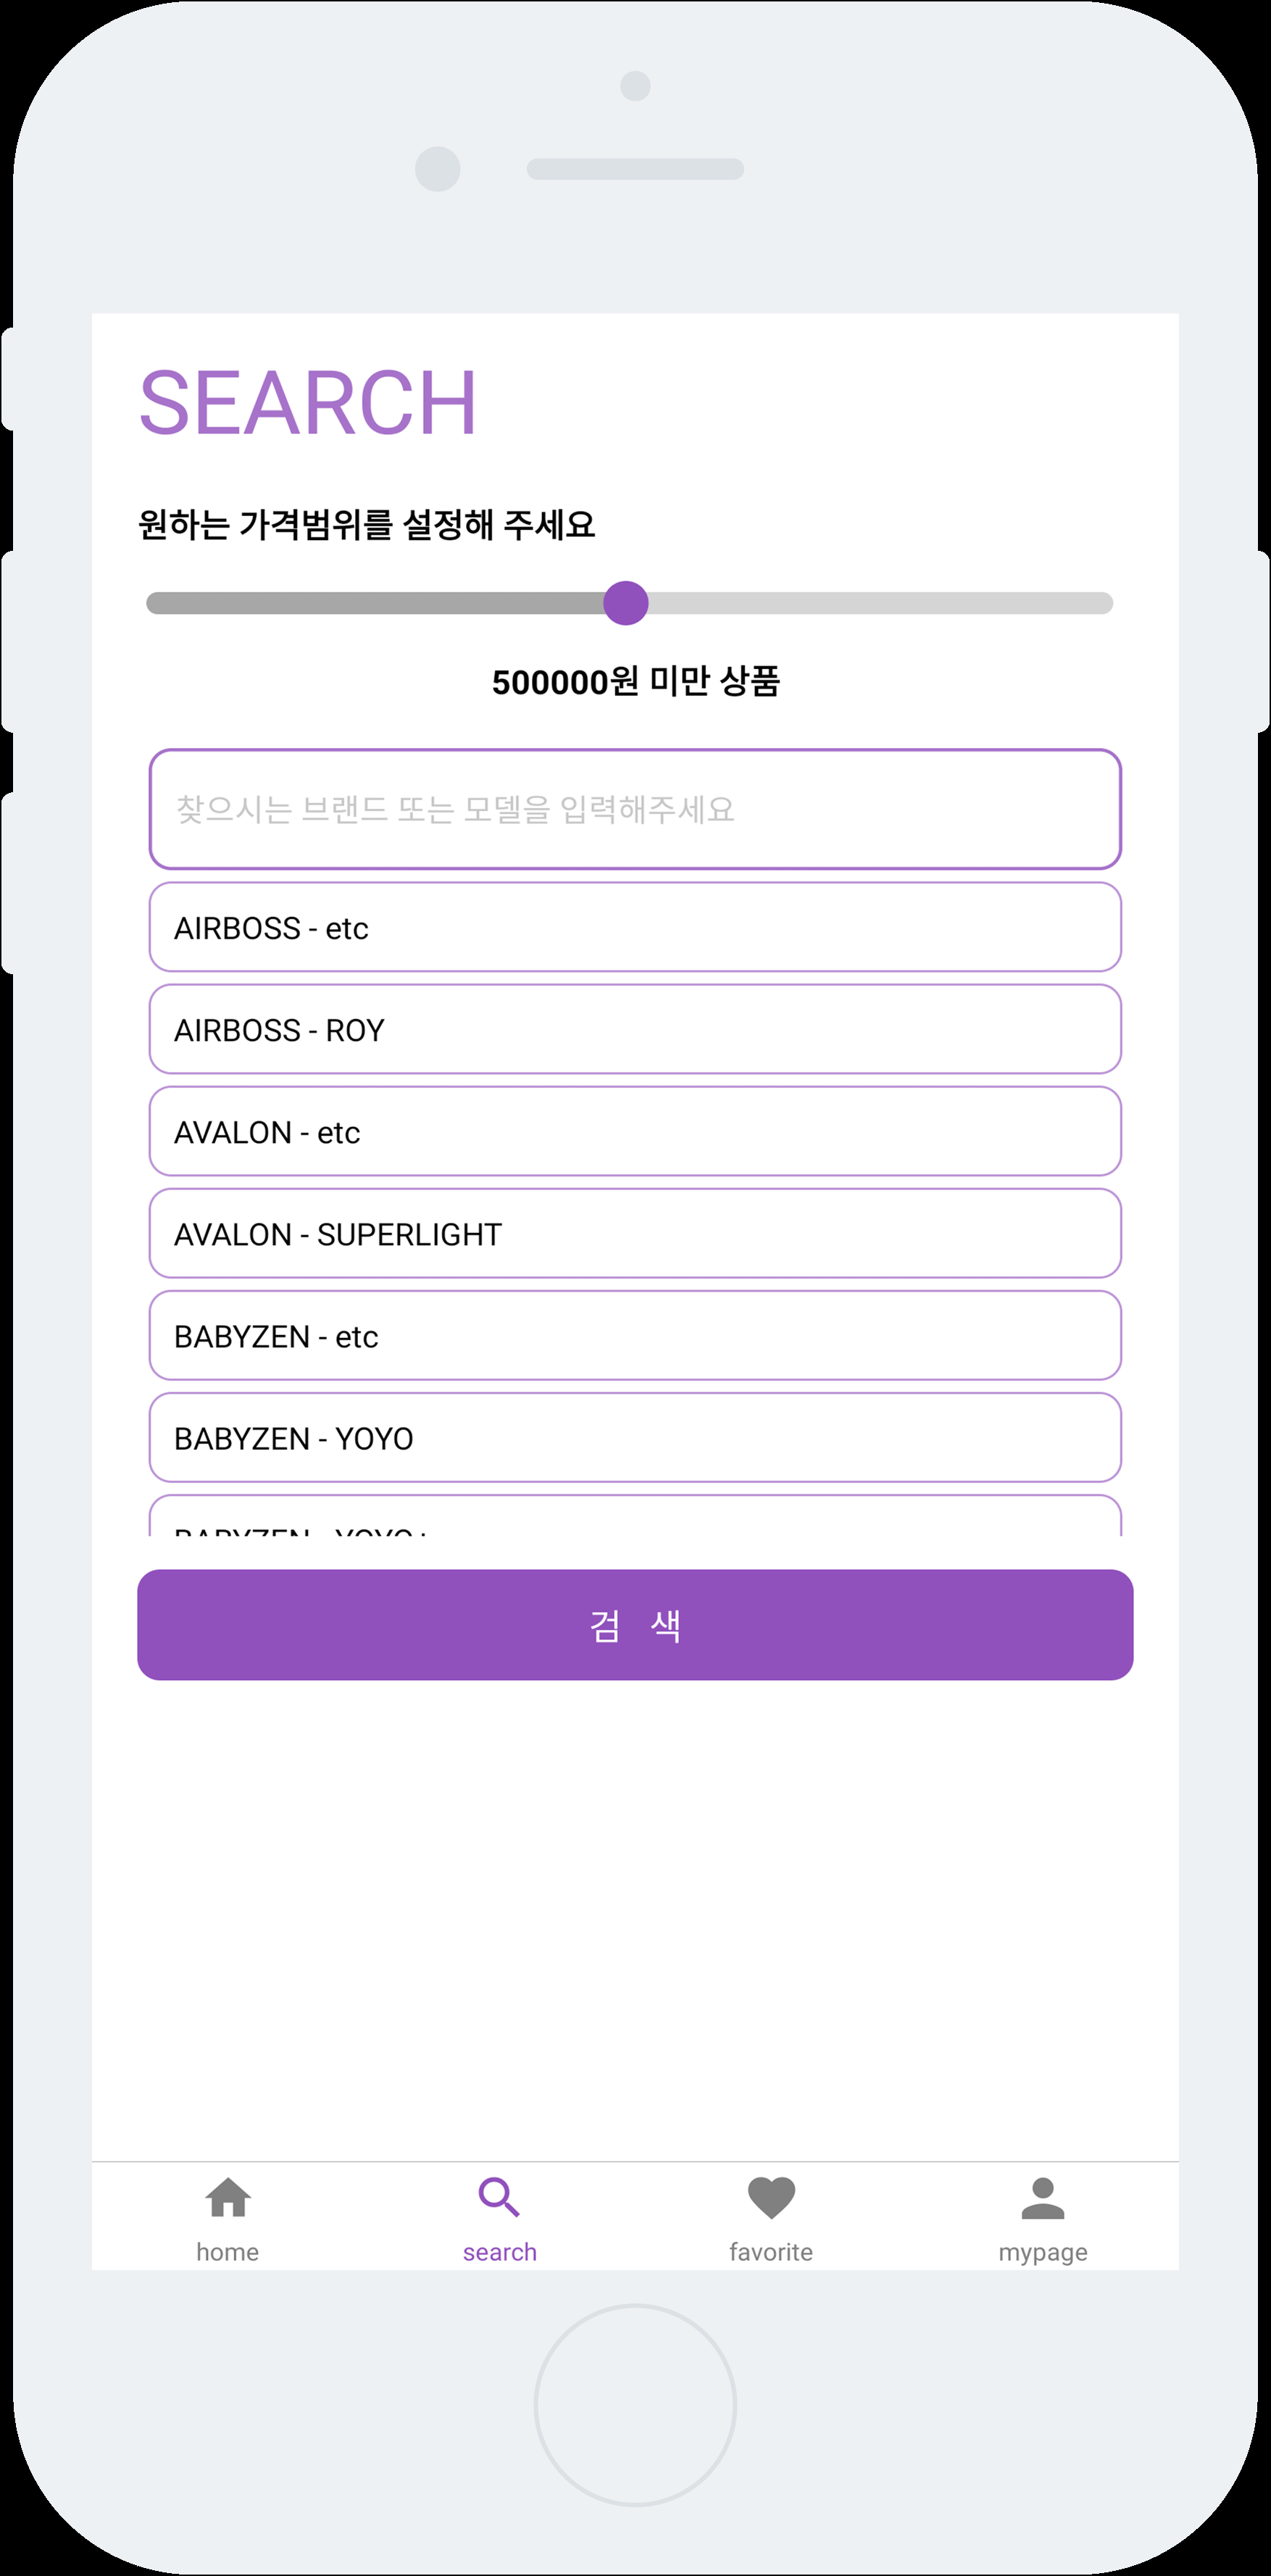 SEARCH
원하는 가격범위를 설정해 주세요
500000원 미만 상품
찾으시는 브랜드 또는 모델을 입력해주세요
AIRBOSS - etc
AIRBOSS - ROY
AVALON - etc
AVALON - SUPERLIGHT
BABYZEN - etc
BABYZEN - YOYO
BABYZEN - YOYO+
검 색
home
search
favorite
mypage